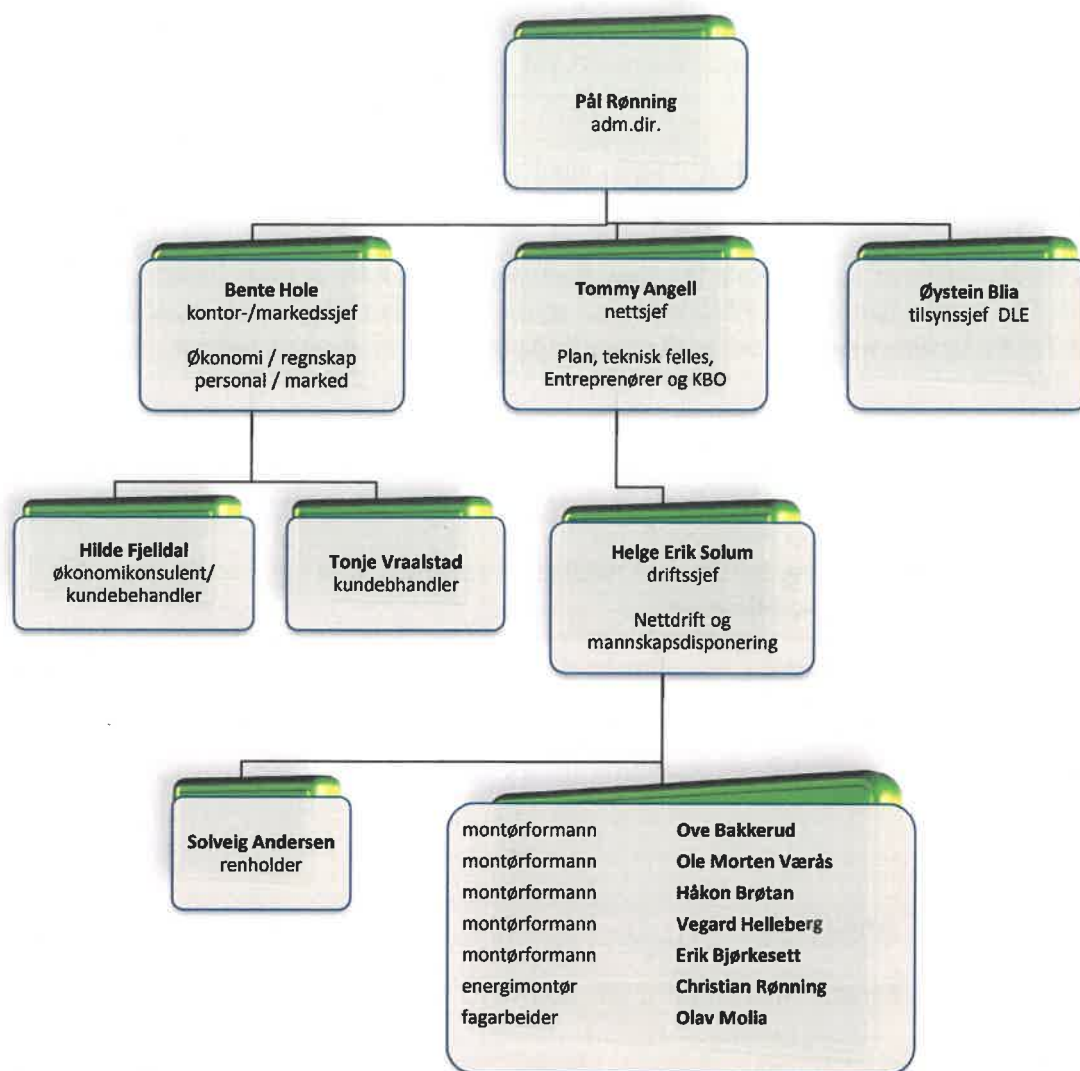 Pål Rønning
adm.dir.
Bente Hole
kontor-/markedssjef
Økonomi / regnskap
personal / marked
Tommy Angell
nettsjef
Plan, teknisk felles,
Entreprenører og KBO
Øystein Blia
tilsynssjef DLE
Hilde Fjelldal
økonomikonsulent/
kundebehandler
Tonje Vraalstad
kundebhandler
Helge Erik Solum
driftssjef
Nettdrift og
mannskapsdisponering
Solveig Andersen
renholder
montørformann Ove Bakkerud
montørformann Ole Morten Værås
montørformann Håkon Brøtan
montørformann Vegard Helleberg
montørformann Erik Bjørkesett
energimontør Christian Rønning
fagarbeider Olav Molia